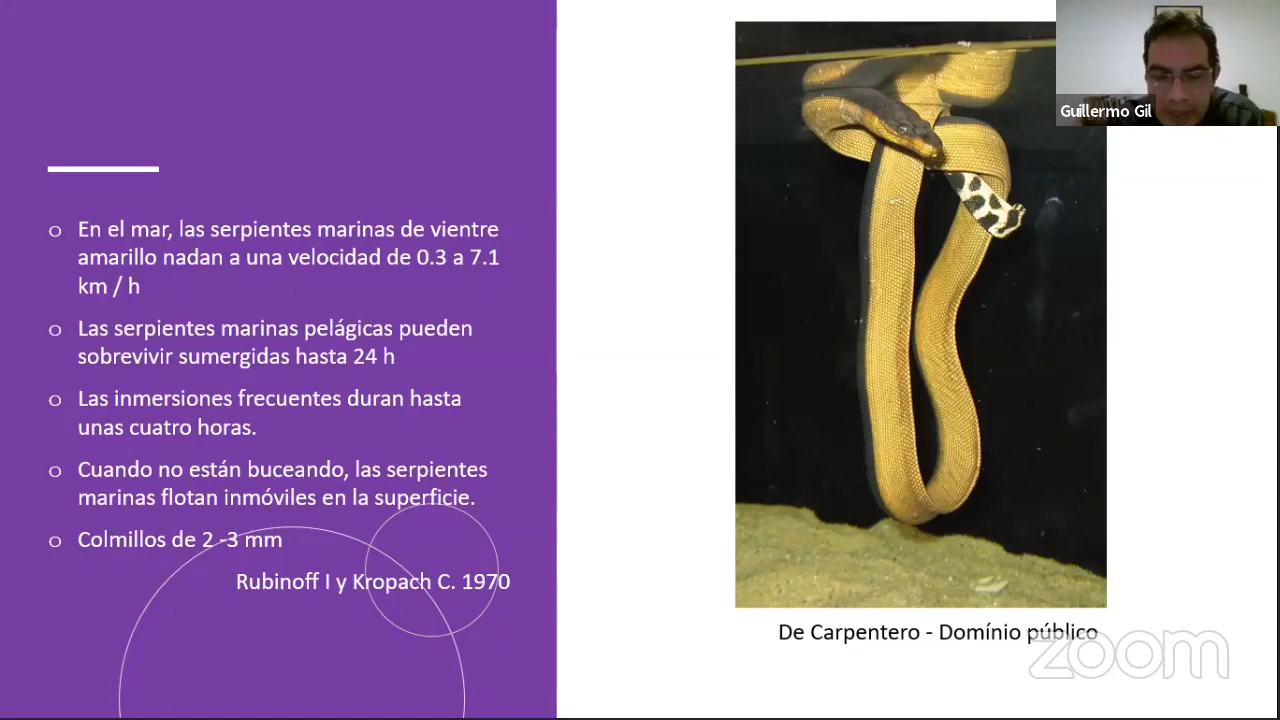 Guillermo Gil
o En el mar, las serpientes marinas de vientre
amarillo nadan a una velocidad de 0.3 a 7.1
km / h
o Las serpientes marinas pelágicas pueden
sobrevivir sumergidas hasta 24 h
o Las inmersiones frecuentes duran hasta
unas cuatro horas.
o Cuando no están buceando, las serpientes
marinas flotan inmóviles en la superficie.
o Colmillos de 2 -3 mm
Rubinoff I y Kropach C. 1970
De Carpentero - Domínio público
zoom